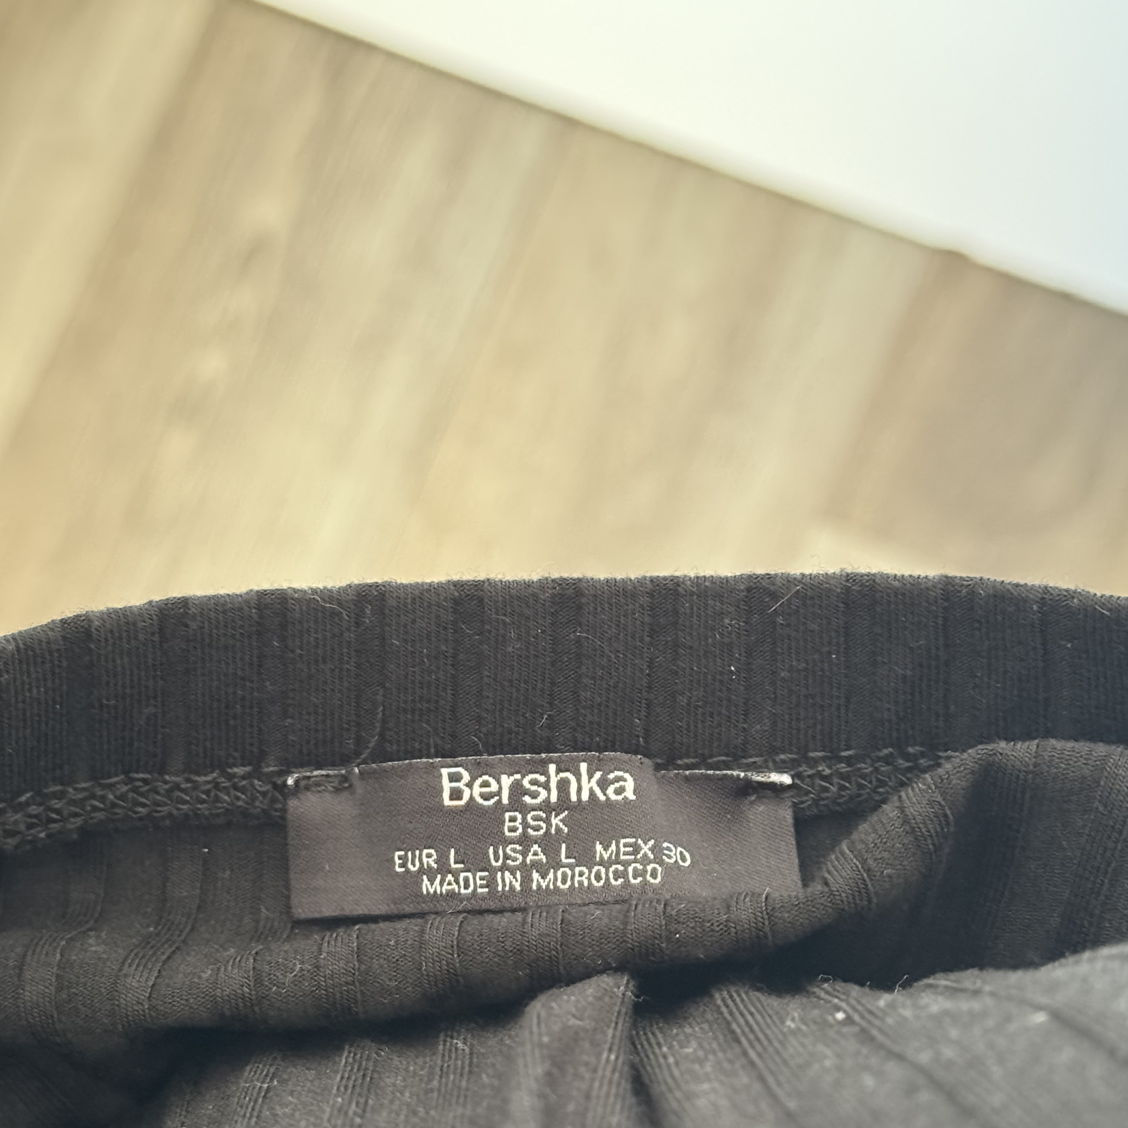 Bershka
BSK
EUR L USA L MEX 30
MADE IN MOROCCO